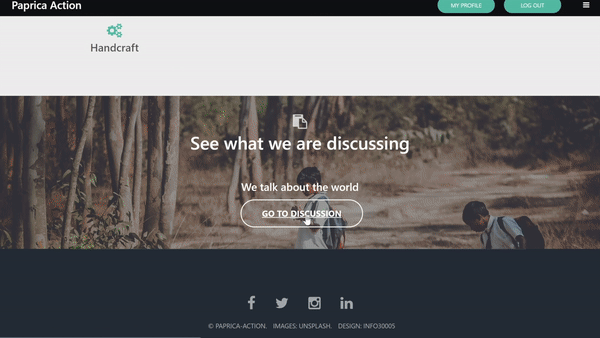 Paprica Action
MY PROFILE
LOG OUT
Handcraft
See what we are discussing
We talk about the world
GO TO DISCUSSION
© PAPRICA-ACTION. IMAGES: UNSPLASH. DESIGN: INFO30005